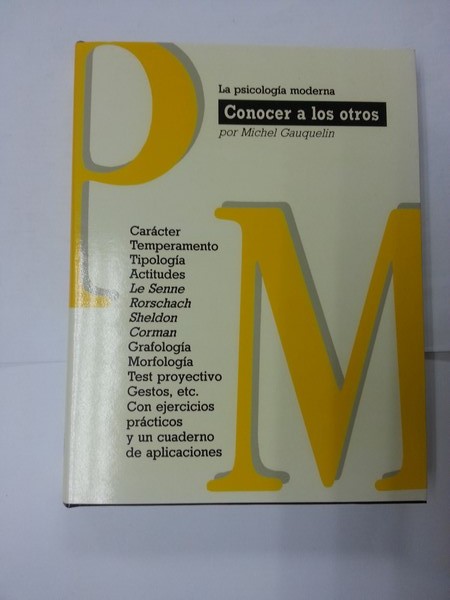 PM
La psicología moderna
Conocer a los otros
por Michel Gauquelin
Carácter
Temperamento
Tipología
Actitudes
Le Senne
Rorschach
Sheldon
Corman
Grafología
Morfología
Test proyectivo
Gestos, etc.
Con ejercicios
prácticos
y un cuaderno
de aplicaciones